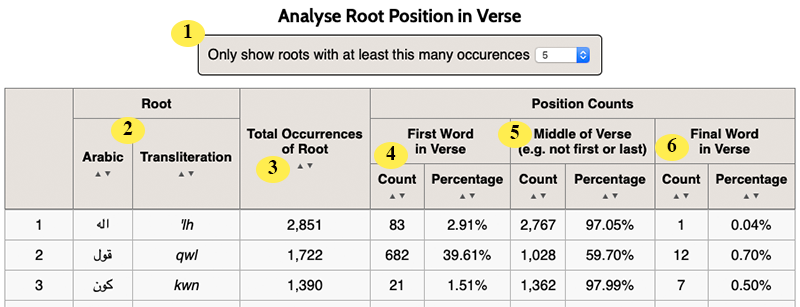 Analyse Root Position in Verse
1
Only show roots with at least this many occurences 5
Root
Position Counts
2
Total Occurrences of Root
3
First Word in Verse
4
5
Middle of Verse (e.g. not first or last)
6
Final Word in Verse
Arabic Transliteration
Count Percentage Count Percentage Count Percentage
1 اله 'lh 2,851 83 2.91% 2,767 97.05% 1 0.04%
2 قول qwl 1,722 682 39.61% 1,028 59.70% 12 0.70%
3 كون kwn 1,390 21 1.51% 1,362 97.99% 7 0.50%